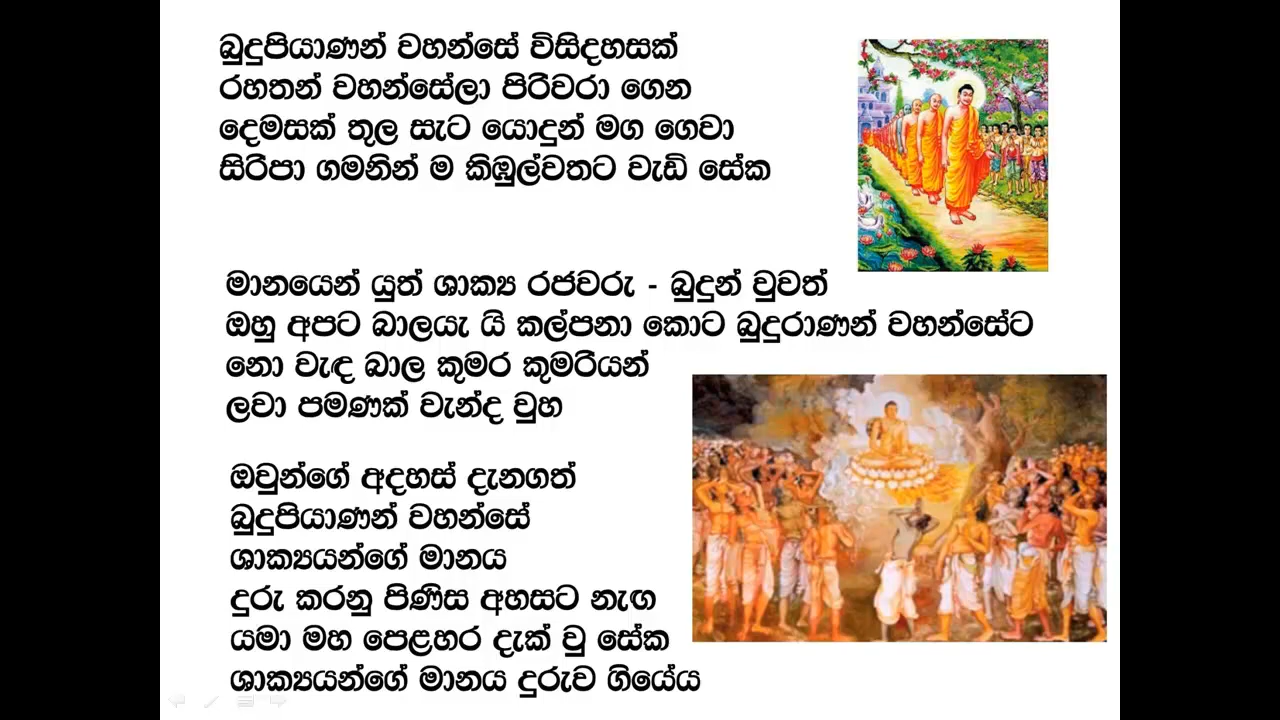 බුදුපියාණන් වහන්සේ විසිදහසක්
රහතන් වහන්සේලා පිරිවරා ගෙන
දෙමසක් තුල සැට යොදුන් මග ගෙවා
සිරිපා ගමනින් ම කිඹුල්වතට වැඩි සේක
මානයෙන් යුත් ශාක්‍ය රජවරු - බුදුන් වුවත්
ඔහු අපට බාලයැ යි කල්පනා කොට බුදුරාණන් වහන්සේට
නො වැඳ බාල කුමර කුමරියන්
ලවා පමණක් වැන්ද වුහ
ඔවුන්ගේ අදහස් දැනගත්
බුදුපියාණන් වහන්සේ
ශාක්‍යයන්ගේ මානය
දුරු කරනු පිණිස අහසට නැඟ
යමා මහ පෙළහර දැක් වු සේක
ශාක්‍යයන්ගේ මානය දුරුව ගියේය